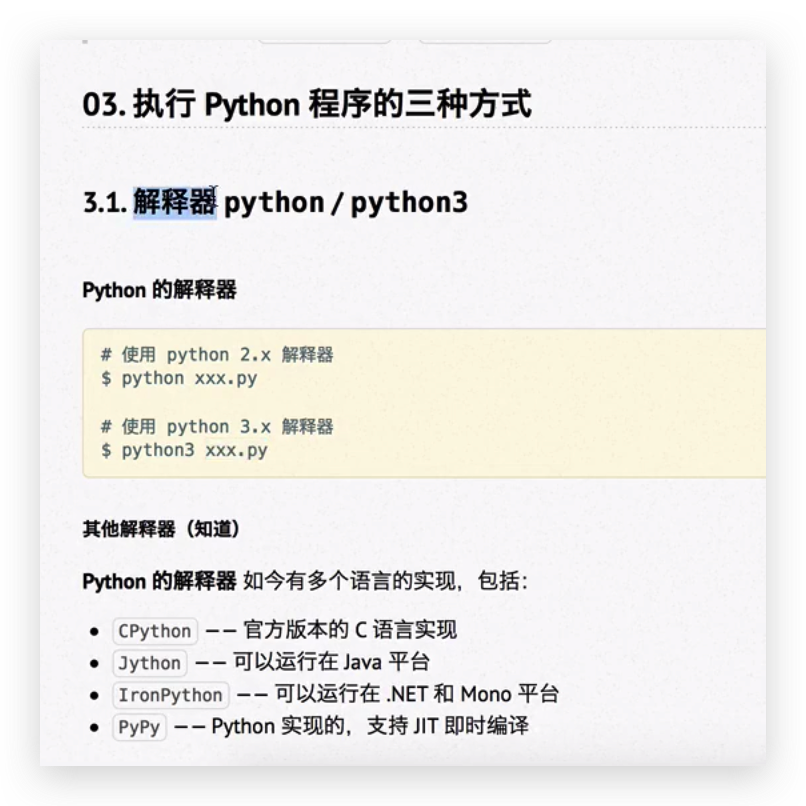 03. 执行 Python 程序的三种方式
3.1. 解释器 python / python3
Python 的解释器
# 使用 python 2.x 解释器
$ python xxx.py
# 使用 python 3.x 解释器
$ python3 xxx.py
其他解释器（知道）
Python 的解释器 如今有多个语言的实现，包括：
• CPython —— 官方版本的 C 语言实现
• Jython —— 可以运行在 Java 平台
• IronPython —— 可以运行在 .NET 和 Mono 平台
• PyPy —— Python 实现的，支持 JIT 即时编译